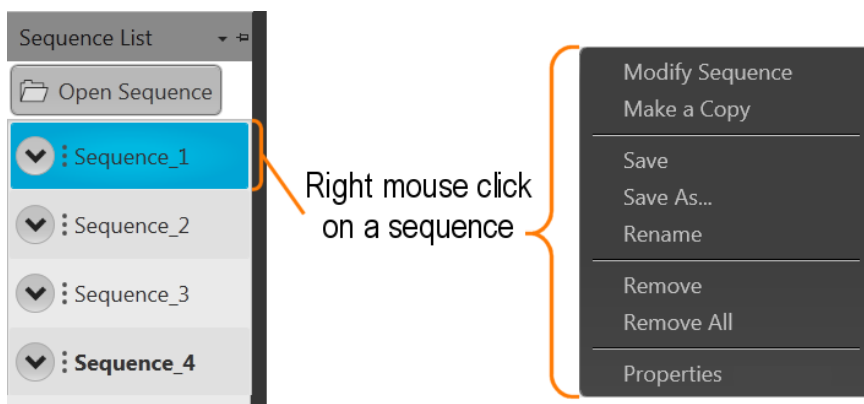 Sequence List
Open Sequence
Sequence_1
Sequence_2
Sequence_3
Sequence_4
Right mouse click
on a sequence
Modify Sequence
Make a Copy
Save
Save As...
Rename
Remove
Remove All
Properties